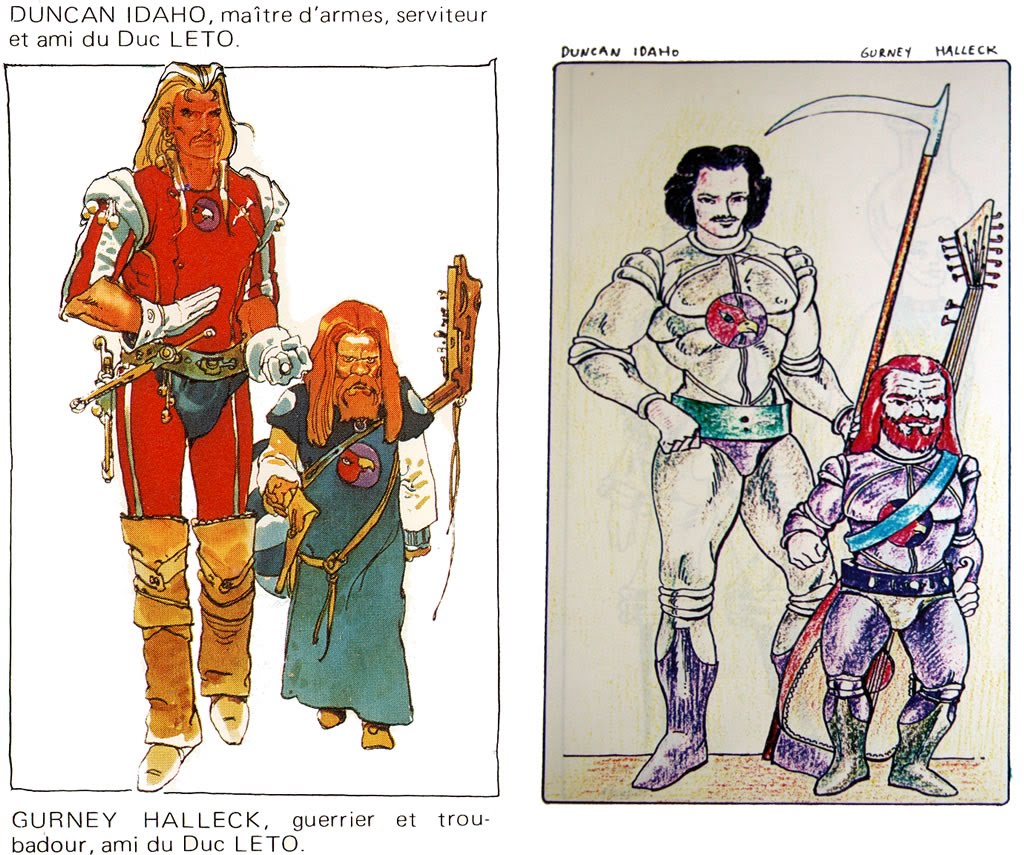 DUNCAN IDAHO, maître d'armes, serviteur
et ami du Duc LETO.
DUNCAN IDAHO
GURNEY HALLECK
GURNEY HALLECK, guerrier et trou-
badour, ami du Duc LETO.